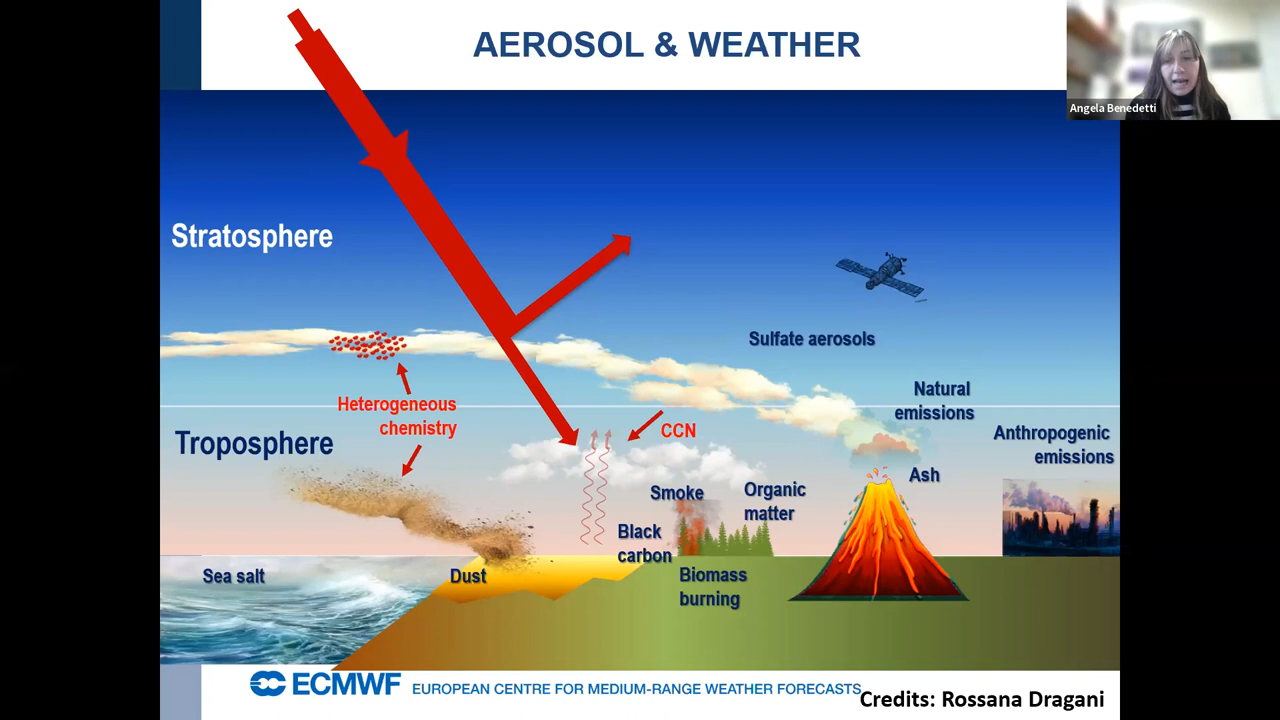 AEROSOL & WEATHER
Angela Benedetti
Stratosphere
Sulfate aerosols
Natural
emissions
Heterogeneous
chemistry
CCN
Anthropogenic
emissions
Troposphere
Ash
Smoke
Organic
matter
Black
carbon
Sea salt
Dust
Biomass
burning
ECMWF EUROPEAN CENTRE FOR MEDIUM-RANGE WEATHER FORECASTS
Credits: Rossana Dragani